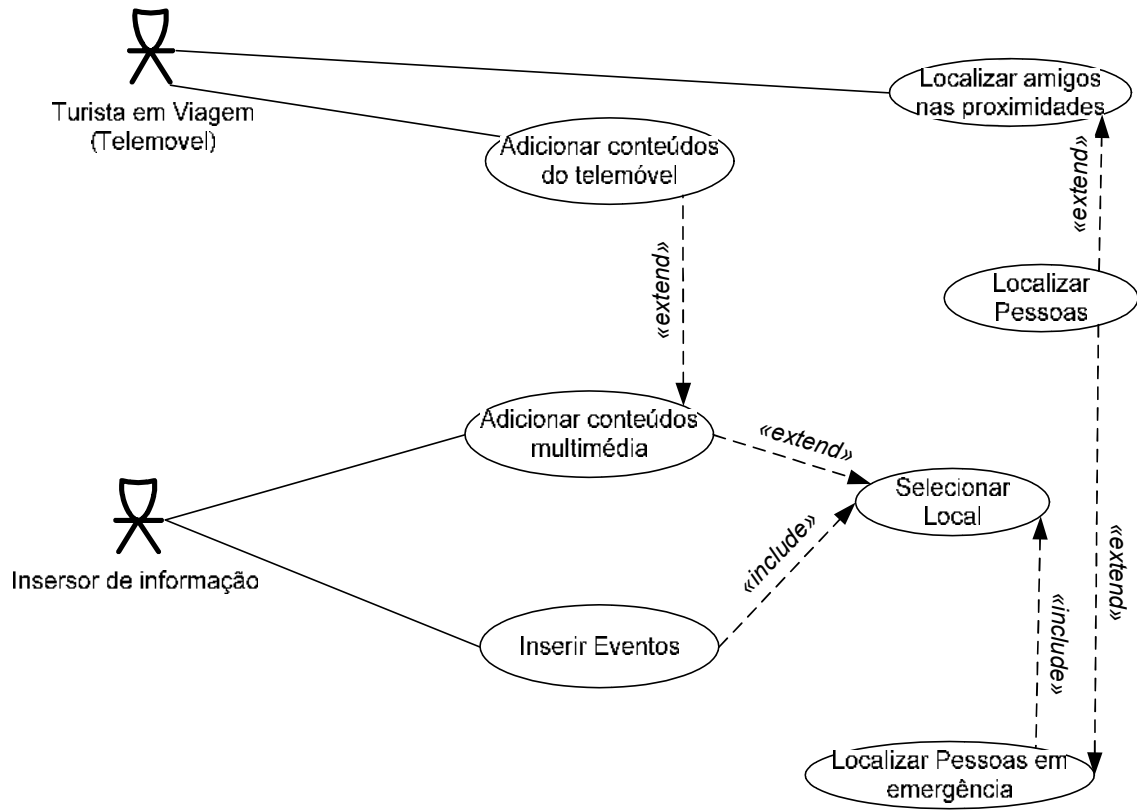 Localizar amigos
nas proximidades
Turista em Viagem
(Telemovel)
Adicionar conteúdos
do telemóvel
«extend»
«extend»
Localizar
Pessoas
Adicionar conteúdos
multimédia
«extend»
Selecionar
Local
«include»
Insersor de informação
«extend»
«include»
Inserir Eventos
Localizar Pessoas em
emergência